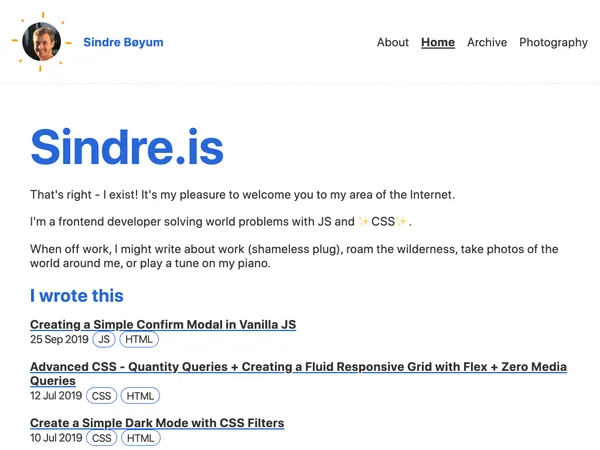 Sindre Bøyum
About Home Archive Photography
Sindre.is
That's right - I exist! It's my pleasure to welcome you to my area of the Internet.
I'm a frontend developer solving world problems with JS and ✨CSS✨.
When off work, I might write about work (shameless plug), roam the wilderness, take photos of the
world around me, or play a tune on my piano.
I wrote this
Creating a Simple Confirm Modal in Vanilla JS
25 Sep 2019 JS HTML
Advanced CSS - Quantity Queries + Creating a Fluid Responsive Grid with Flex + Zero Media
Queries
12 Jul 2019 CSS HTML
Create a Simple Dark Mode with CSS Filters
10 Jul 2019 CSS HTML